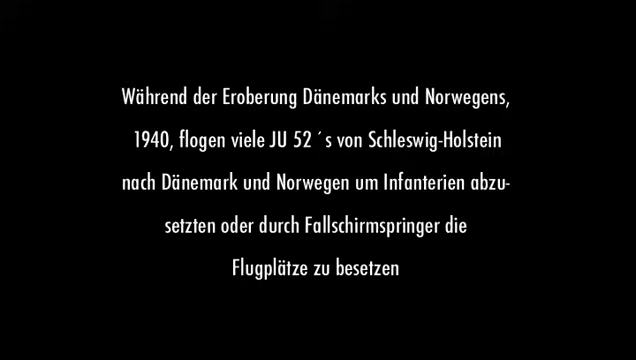 Während der Eroberung Dänemarks und Norwegens,
1940, flogen viele JU 52 ´s von Schleswig-Holstein
nach Dänemark und Norwegen um Infanterien abzu-
setzten oder durch Fallschirmspringer die
Flugplätze zu besetzen